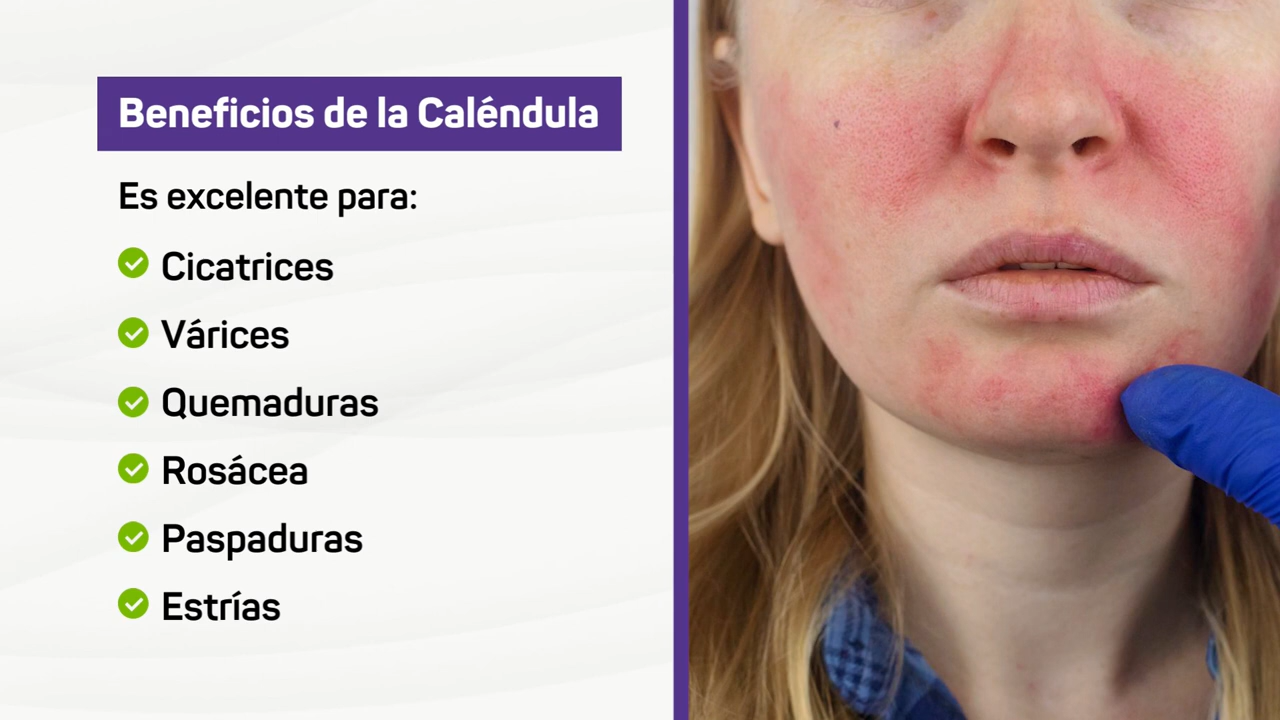 Beneficios de la Caléndula
Es excelente para:
Cicatrices
Várices
Quemaduras
Rosácea
Paspaduras
Estrías